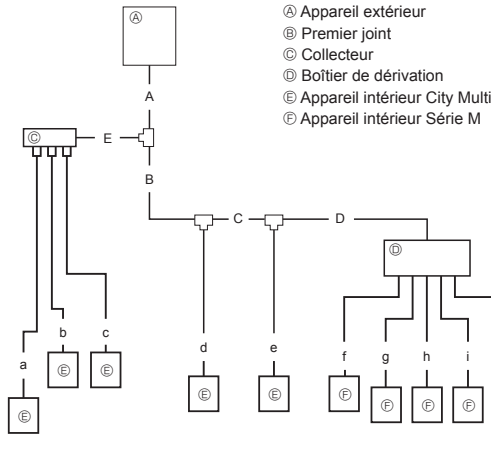 Ⓐ Appareil extérieur
Ⓑ Premier joint
Ⓒ Collecteur
Ⓓ Boîtier de dérivation
Ⓔ Appareil intérieur City Multi
Ⓕ Appareil intérieur Série M
Ⓐ
A
Ⓒ
E
B
C
D
Ⓓ
a
b
c
d
e
f
g
h
i
Ⓔ
Ⓔ
Ⓔ
Ⓔ
Ⓔ
Ⓕ
Ⓕ
Ⓕ
Ⓕ